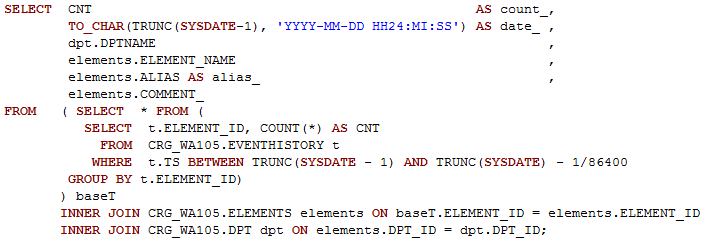 SELECT CNT AS count_,
TO_CHAR(TRUNC(SYSDATE-1), 'YYYY-MM-DD HH24:MI:SS') AS date_ ,
dpt.DPTNAME ,
elements.ELEMENT_NAME ,
elements.ALIAS AS alias_ ,
elements.COMMENT_
FROM ( SELECT * FROM (
SELECT t.ELEMENT_ID, COUNT(*) AS CNT
FROM CRG_WA105.EVENTHISTORY t
WHERE t.TS BETWEEN TRUNC(SYSDATE - 1) AND TRUNC(SYSDATE) - 1/86400
GROUP BY t.ELEMENT_ID)
) baseT
INNER JOIN CRG_WA105.ELEMENTS elements ON baseT.ELEMENT_ID = elements.ELEMENT_ID
INNER JOIN CRG_WA105.DPT dpt ON elements.DPT_ID = dpt.DPT_ID;